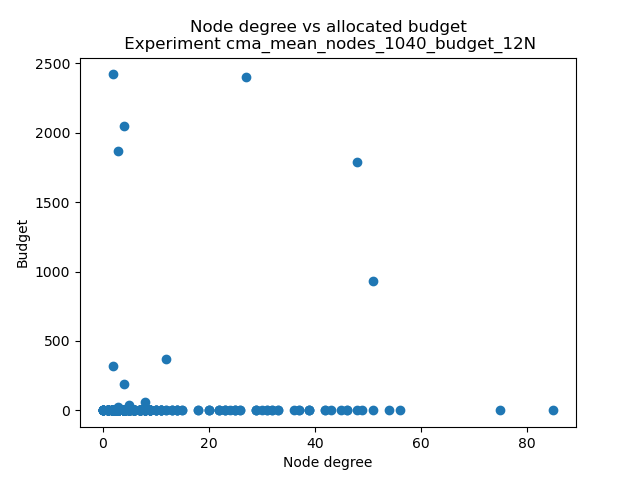 Node degree vs allocated budget
Experiment cma_mean_nodes_1040_budget_12N
2500
2000
1500
1000
500
0
Budget
0 20 40 60 80
Node degree